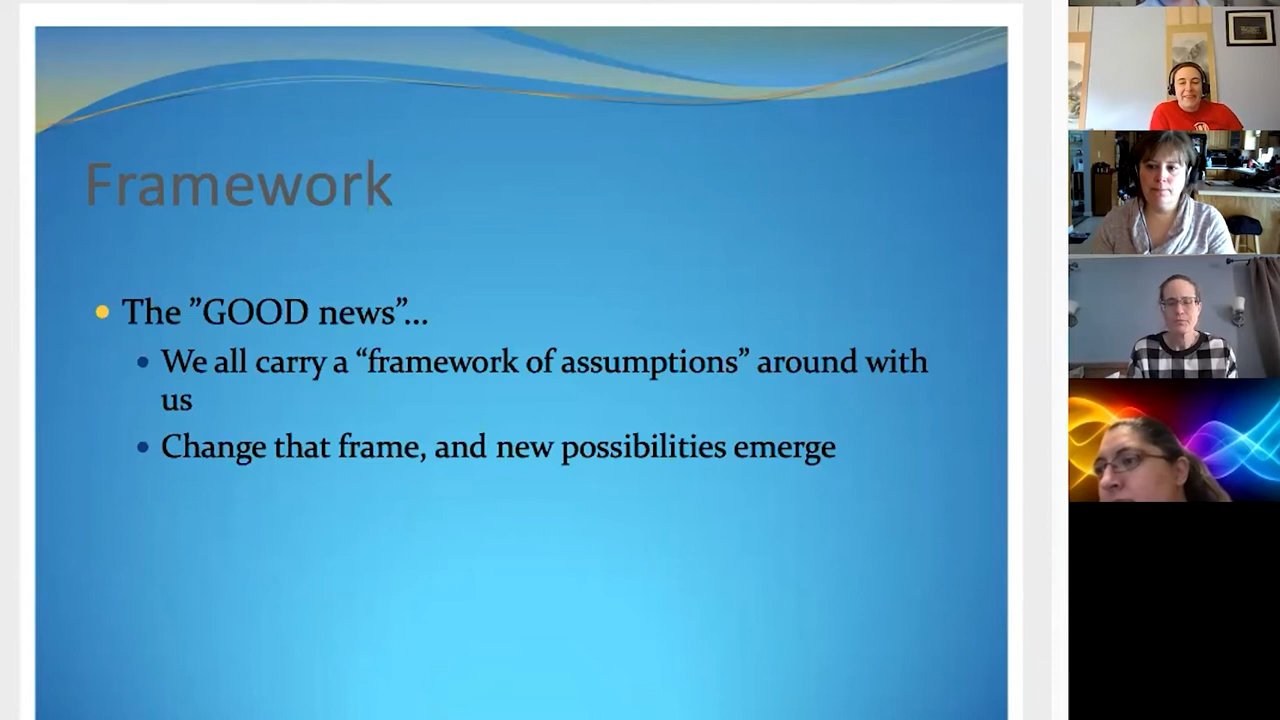 Framework
The ”GOOD news”...
We all carry a “framework of assumptions” around with
us
Change that frame, and new possibilities emerge